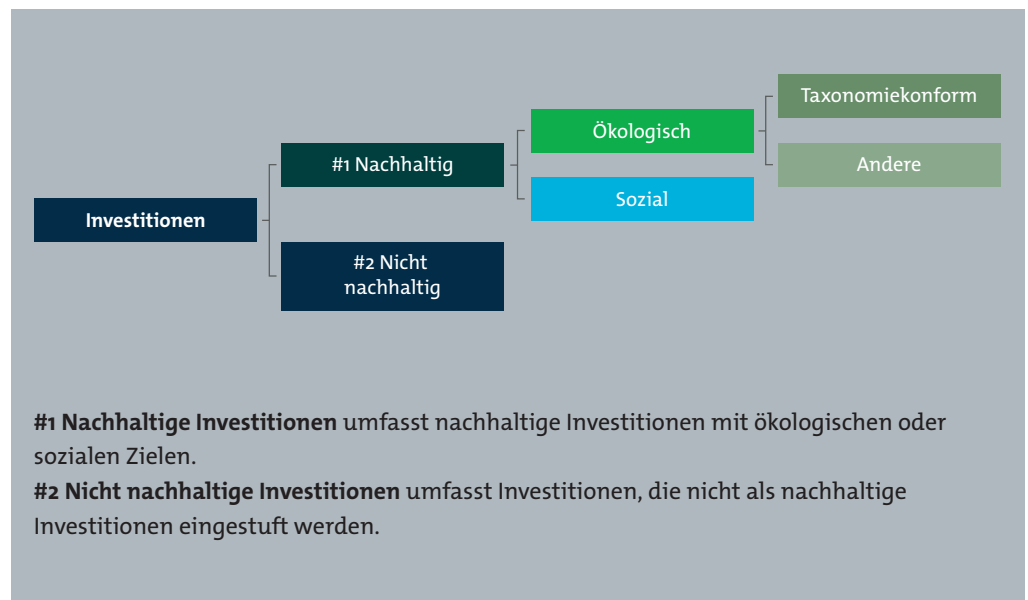 Taxonomiekonform
Ökologisch
#1 Nachhaltig
Andere
Sozial
Investitionen
#2 Nicht
nachhaltig
#1 Nachhaltige Investitionen umfasst nachhaltige Investitionen mit ökologischen oder
sozialen Zielen.
#2 Nicht nachhaltige Investitionen umfasst Investitionen, die nicht als nachhaltige
Investitionen eingestuft werden.